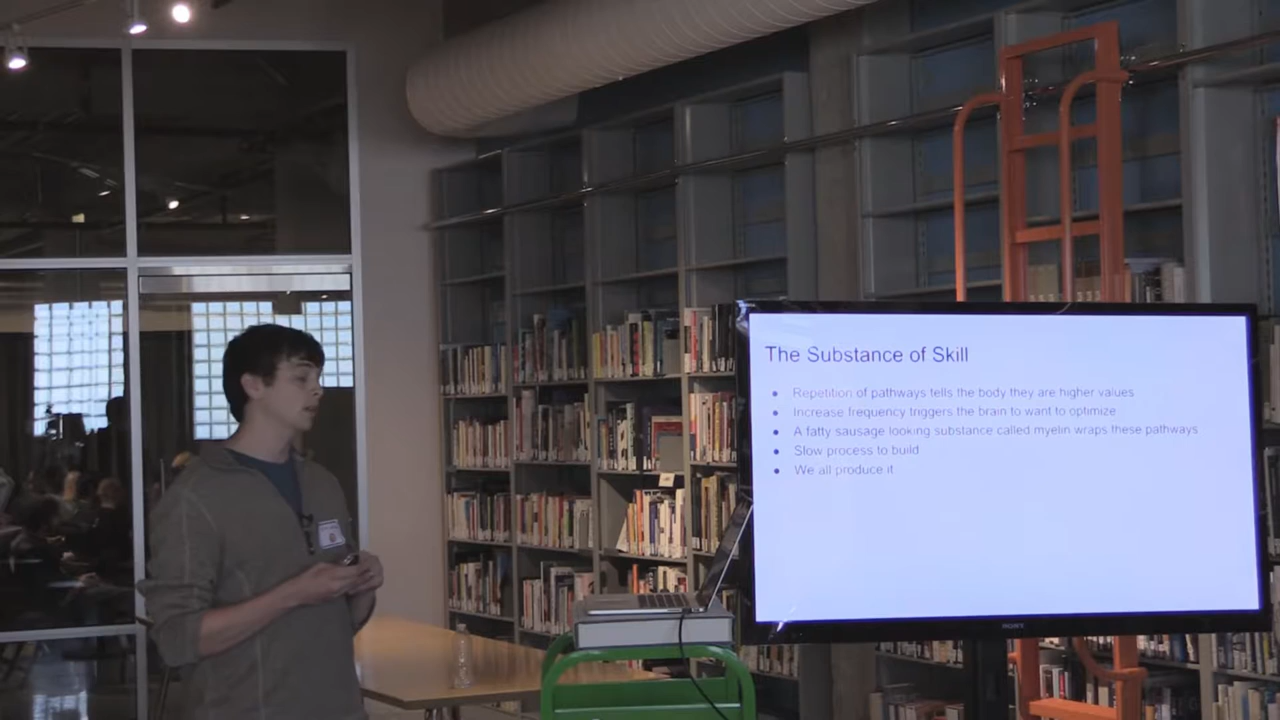 The Substance of Skill
● Repetition of pathways tells the body they are higher values
● Increase frequency triggers the brain to want to optimize
● A fatty sausage looking substance called myelin wraps these pathways
● Slow process to build
● We all produce it
SONY